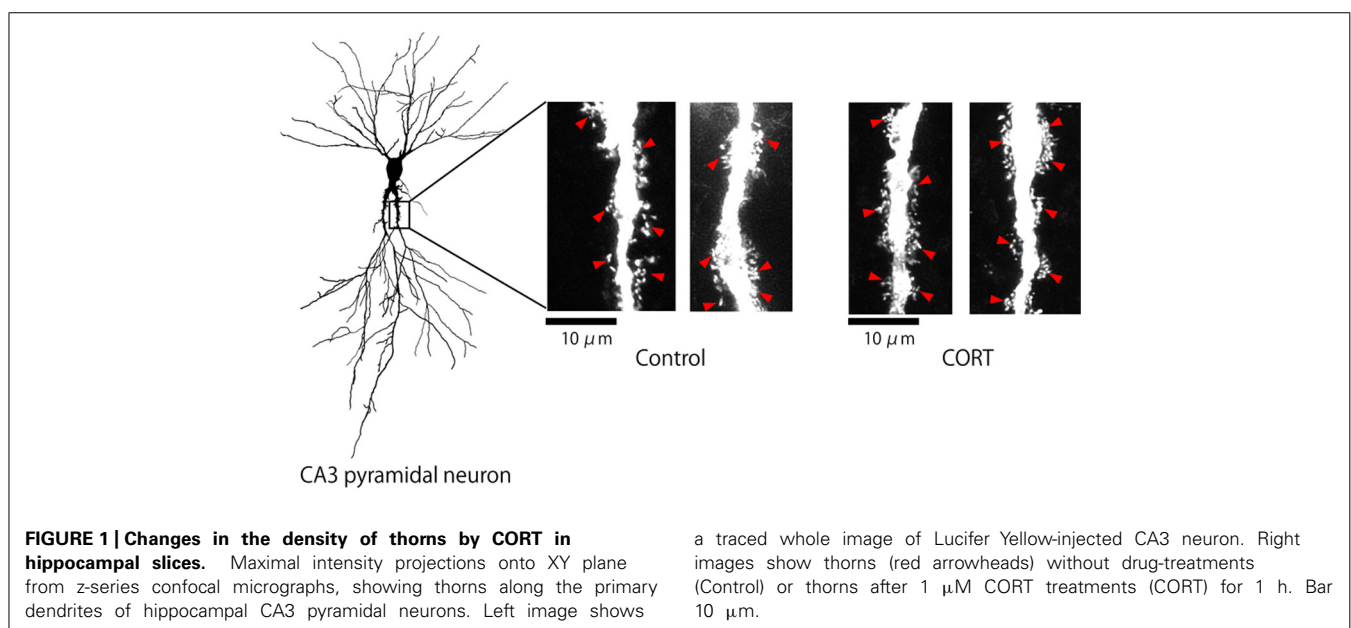 10 μm
Control
10 μm
CORT
CA3 pyramidal neuron
FIGURE 1 | Changes in the density of thorns by CORT in
hippocampal slices. Maximal intensity projections onto XY plane
from z-series confocal micrographs, showing thorns along the primary
dendrites of hippocampal CA3 pyramidal neurons. Left image shows
a traced whole image of Lucifer Yellow-injected CA3 neuron. Right
images show thorns (red arrowheads) without drug-treatments
(Control) or thorns after 1 μM CORT treatments (CORT) for 1 h. Bar
10 μm.